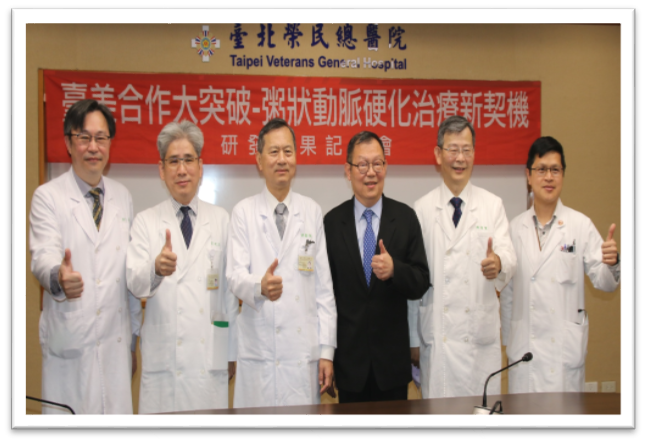 臺北榮民總醫院
Taipei Veterans General Hospital
臺美合作大突破-粥狀動脈硬化治療新契機
研發 果記 會